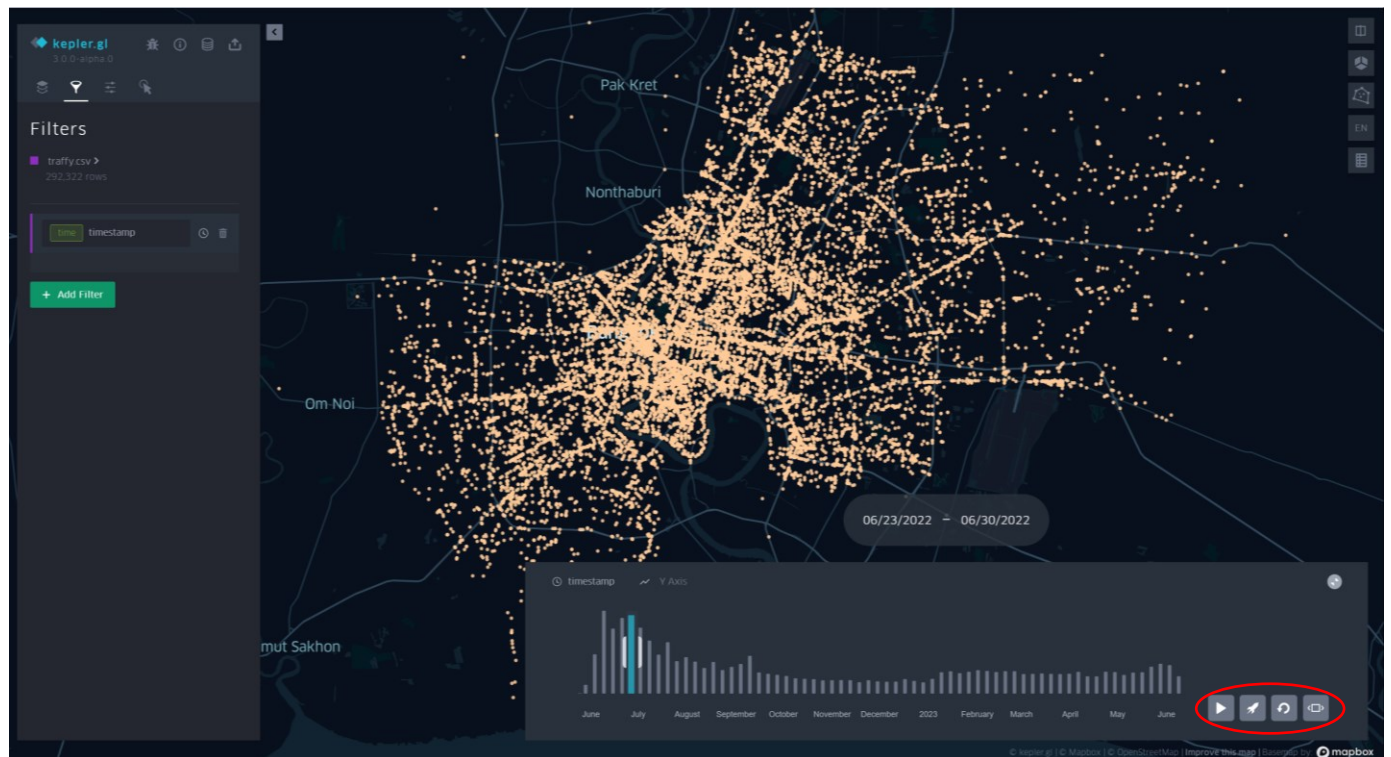 kepler.gl
3.0.0-alpha.0
Filters
traffy.csv
292,322 rows
time timestamp
+ Add Filter
Pak Kret
Nonthaburi
Om Noi
mut Sakhon
EN
06/23/2022 – 06/30/2022
timestamp Y Axis
June July August September October November December 2023 February March April May June
© kepler.gl | © Mapbox | © OpenStreetMap | Improve this map | Basemap by: mapbox